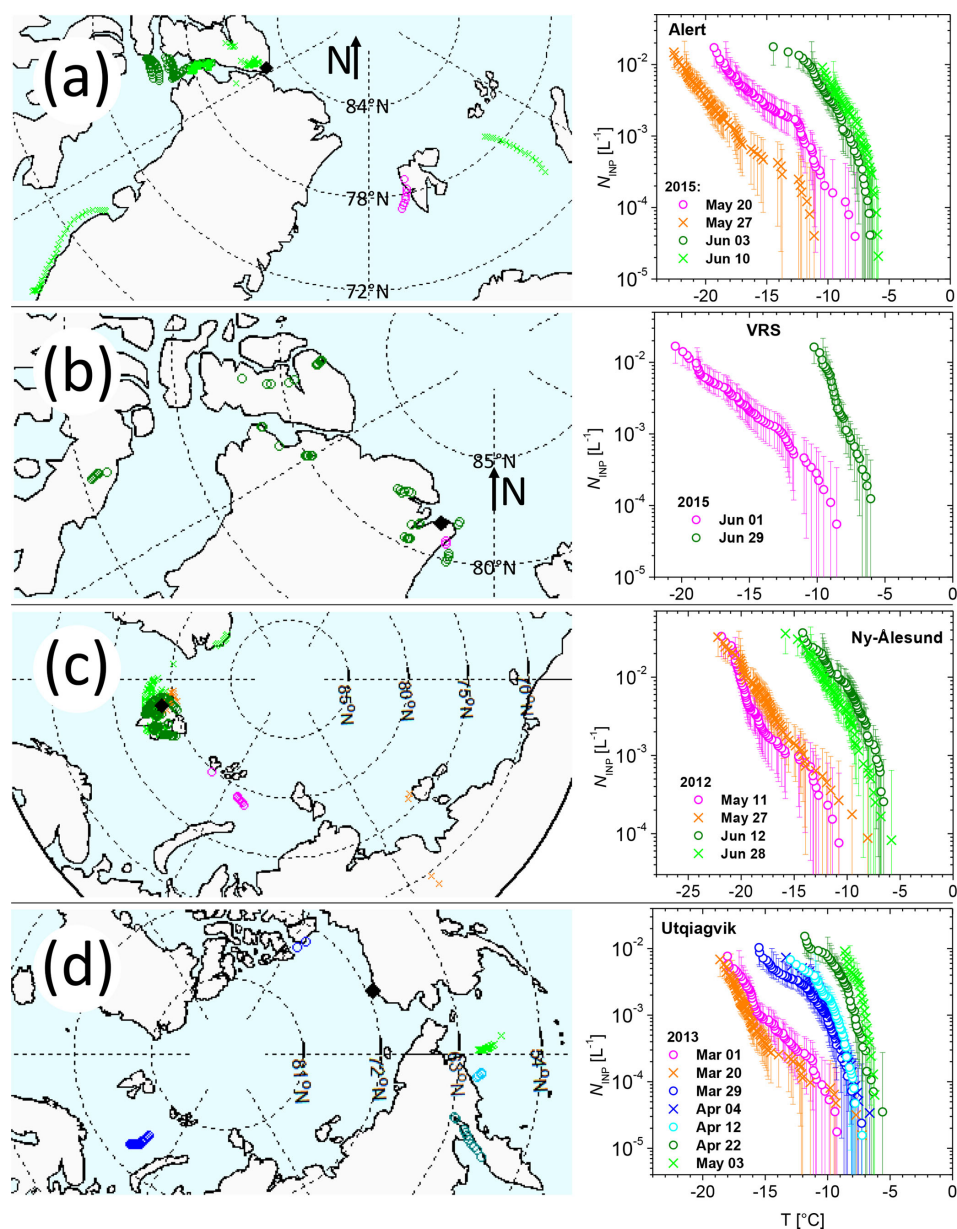 (a)
N
84°N
78°N
72°N
Alert
10⁻²
10⁻³
10⁻⁴
10⁻⁵
N_INP [L⁻¹]
2015:
May 20
May 27
Jun 03
Jun 10
-20 -15 -10 -5 0
(b)
85°N
N
80°N
VRS
10⁻²
10⁻³
10⁻⁴
10⁻⁵
N_INP [L⁻¹]
2015
Jun 01
Jun 29
-20 -15 -10 -5 0
(c)
85°N
80°N
75°N
70°N
Ny-Ålesund
10⁻²
10⁻³
10⁻⁴
N_INP [L⁻¹]
2012
May 11
May 27
Jun 12
Jun 28
-25 -20 -15 -10 -5 0
(d)
81°N
72°N
63°N
54°N
Utqiagvik
10⁻²
10⁻³
10⁻⁴
10⁻⁵
N_INP [L⁻¹]
2013
Mar 01
Mar 20
Mar 29
Apr 04
Apr 12
Apr 22
May 03
-20 -15 -10 -5 0
T [°C]